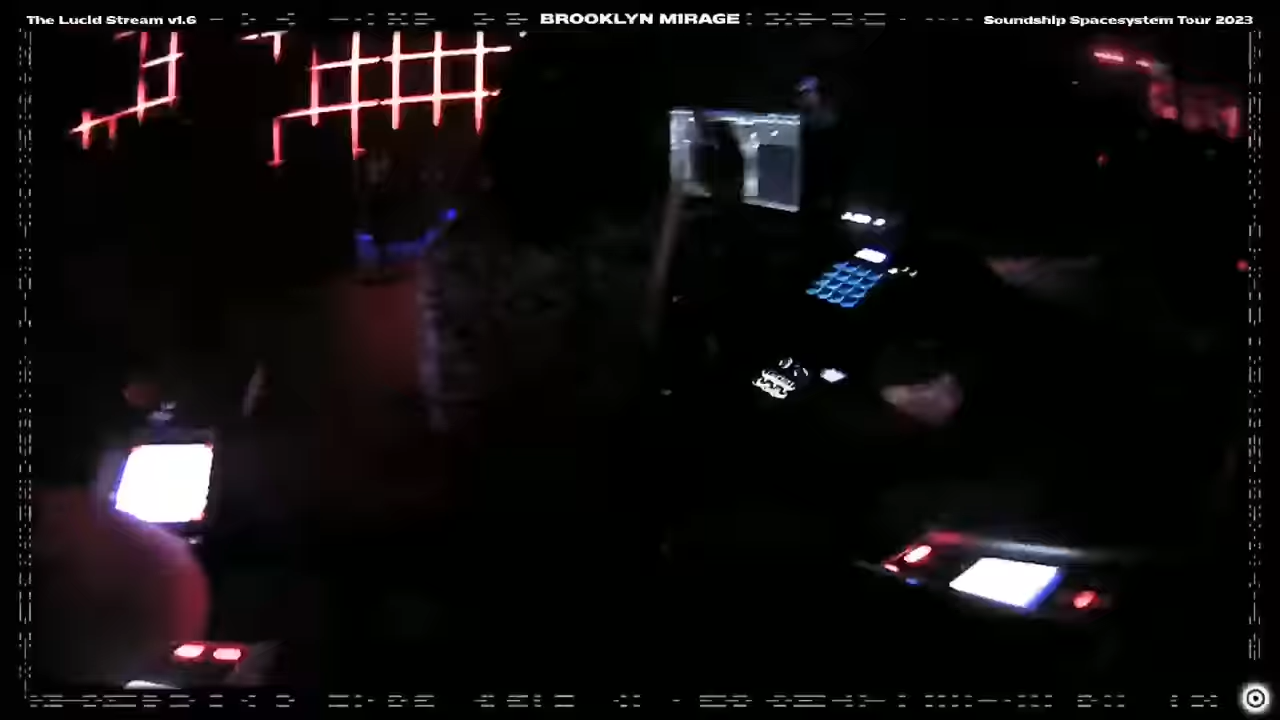 The Lucid Stream v1.6
BROOKLYN MIRAGE
Soundship Spacesystem Tour 2023